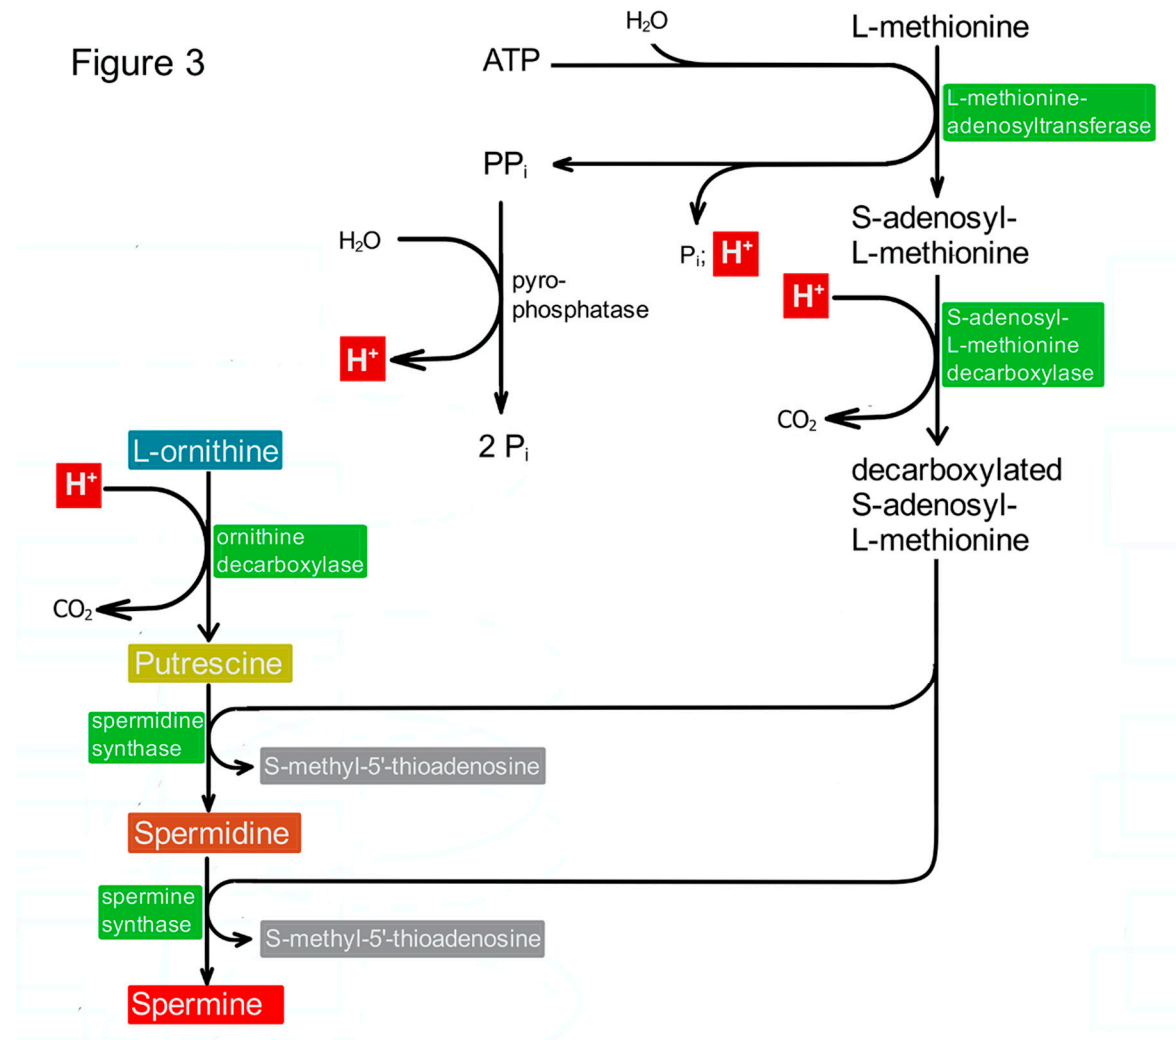 Figure 3
H₂O
L-methionine
ATP
L-methionine-
adenosyltransferase
PPᵢ
S-adenosyl-
L-methionine
Pᵢ; H⁺
H₂O
pyro-
phosphatase
H⁺
H⁺
S-adenosyl-
L-methionine
decarboxylase
CO₂
2 Pᵢ
L-ornithine
decarboxylated
S-adenosyl-
L-methionine
H⁺
ornithine
decarboxylase
CO₂
Putrescine
spermidine
synthase
S-methyl-5'-thioadenosine
Spermidine
spermine
synthase
S-methyl-5'-thioadenosine
Spermine